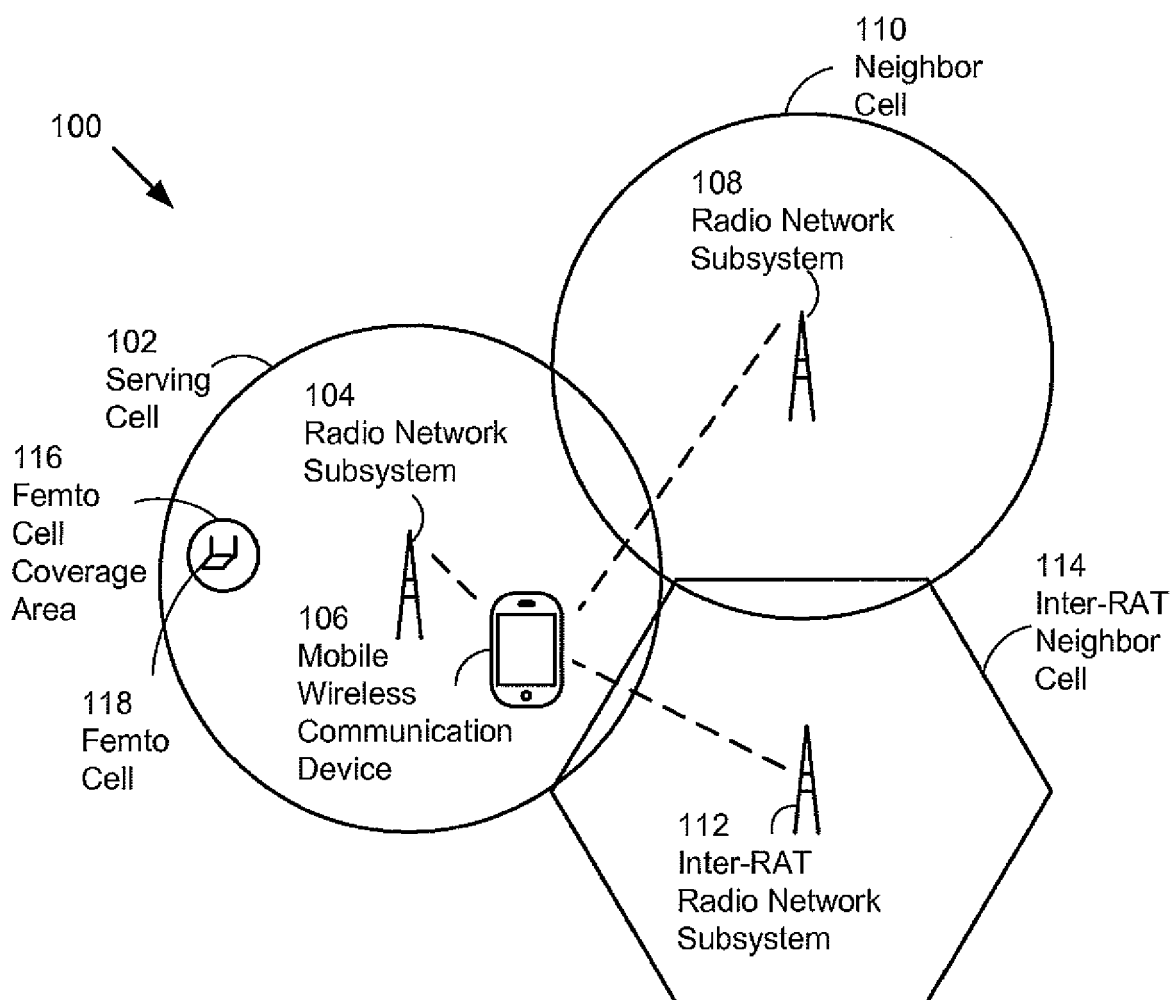 110
Neighbor
Cell
100
108
Radio Network
Subsystem
102
Serving
Cell
104
Radio Network
Subsystem
116
Femto
Cell
Coverage
Area
114
Inter-RAT
Neighbor
Cell
106
Mobile
Wireless
Communication
Device
118
Femto
Cell
112
Inter-RAT
Radio Network
Subsystem